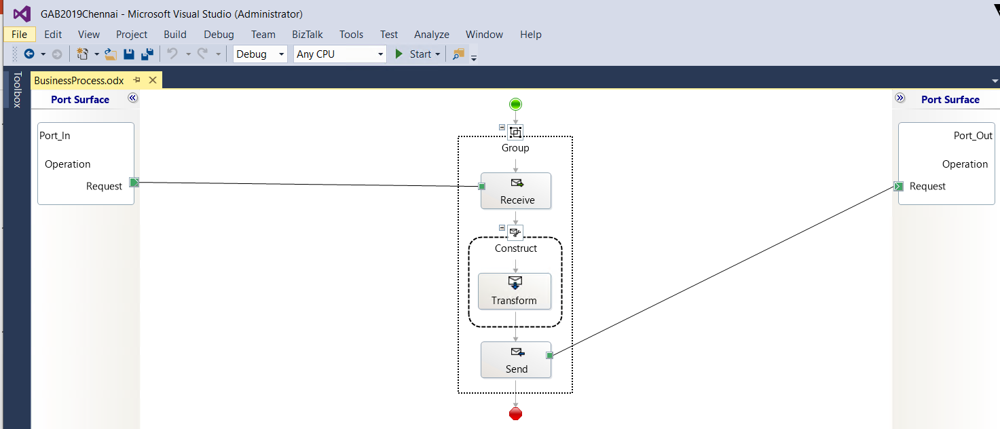 GAB2019Chennai - Microsoft Visual Studio (Administrator)
File Edit View Project Build Debug Team BizTalk Tools Test Analyze Window Help
Debug Any CPU Start
Toolbox
BusinessProcess.odx
Port Surface
Port_In
Operation
Request
Group
Receive
Construct
Transform
Send
Port Surface
Port_Out
Operation
Request